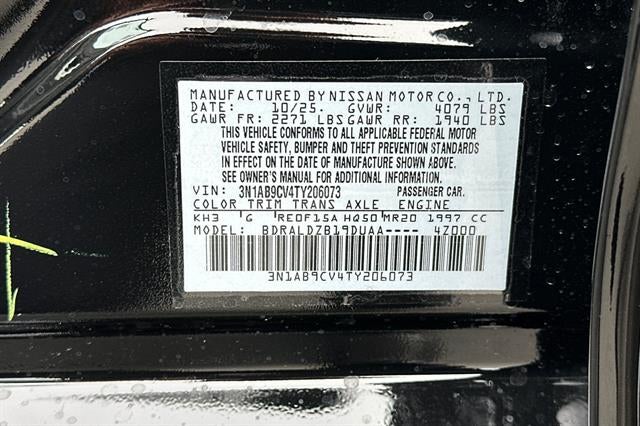 MANUFACTURED BY NISSAN MOTOR CO., LTD.
DATE: 10/25. GVWR: 4079 LBS
GAWR FR: 2271 LBS GAWR RR: 1940 LBS
THIS VEHICLE CONFORMS TO ALL APPLICABLE FEDERAL MOTOR
VEHICLE SAFETY, BUMPER AND THEFT PREVENTION STANDARDS
IN EFFECT ON THE DATE OF MANUFACTURE SHOWN ABOVE.
SEE OWNER'S MANUAL FOR ADDITIONAL INFORMATION.
VIN: 3N1AB9CV4TY206073 PASSENGER CAR.
COLOR TRIM TRANS AXLE ENGINE
KH3 G RE0F15A HQ50 MR20 1997 CC
MODEL: BDRALDZB19DUAA---- 4Z000
3N1AB9CV4TY206073